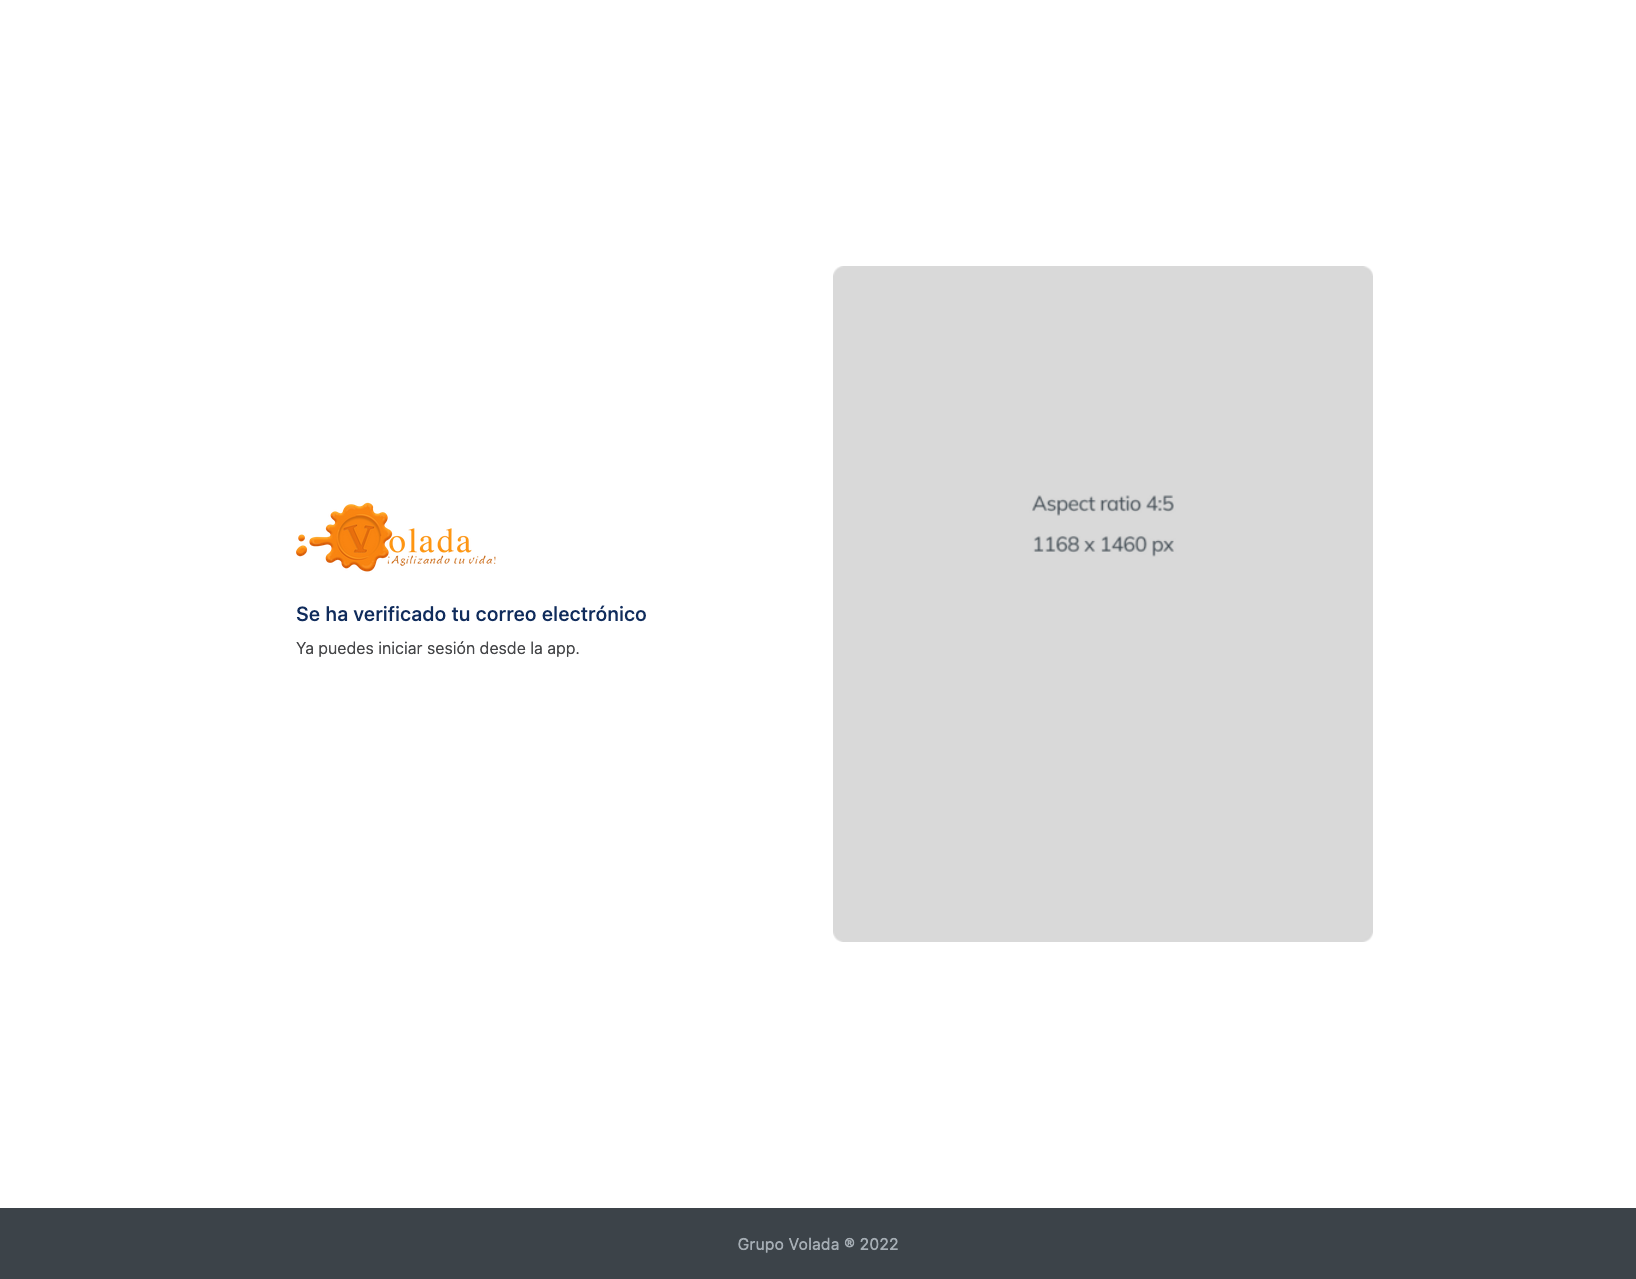 Volada
¡Agilizando tu vida!
Se ha verificado tu correo electrónico
Ya puedes iniciar sesión desde la app.
Aspect ratio 4:5
1168 x 1460 px
Grupo Volada ® 2022